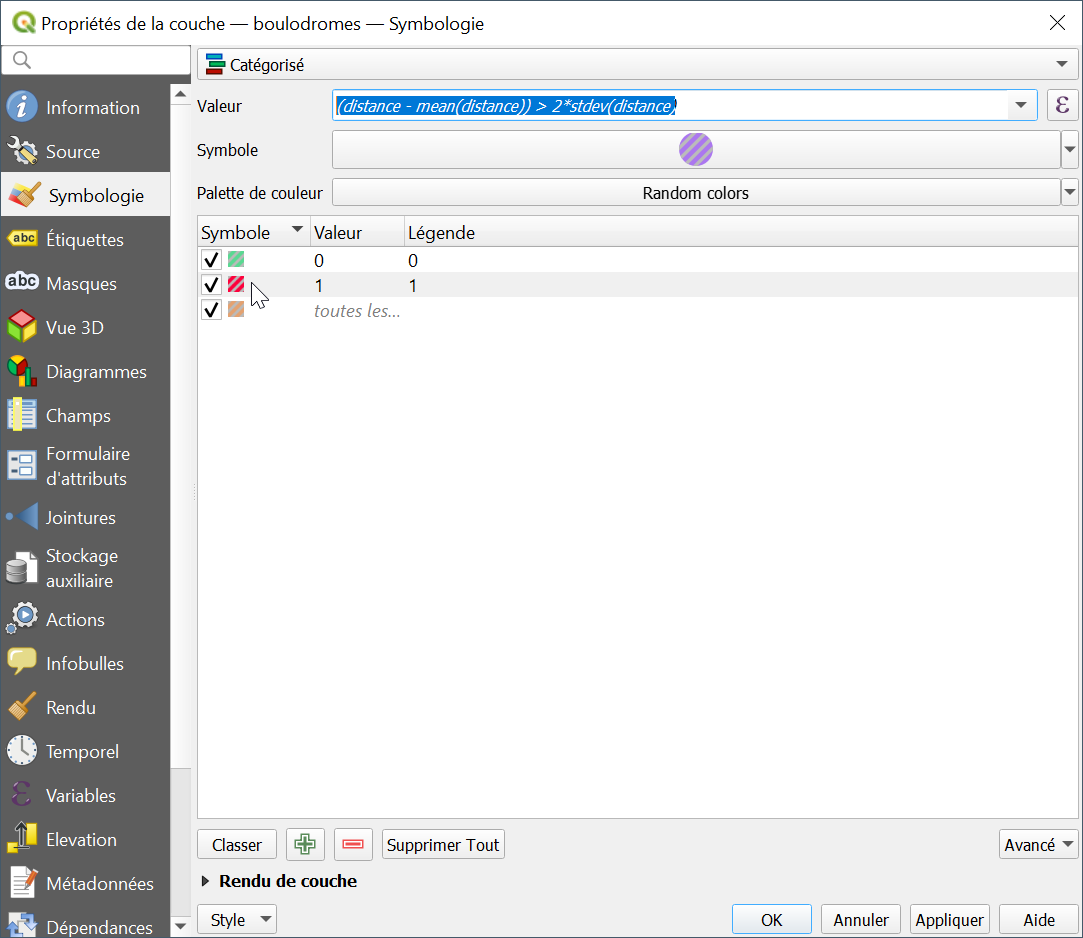 Propriétés de la couche — boulodromes — Symbologie
Information
Source
Symbologie
abc Étiquettes
abc Masques
Vue 3D
Diagrammes
Champs
Formulaire
d'attributs
Jointures
Stockage
auxiliaire
Actions
Infobulles
Rendu
Temporel
ε Variables
Elevation
Métadonnées
Dépendances
Catégorisé
Valeur (distance - mean(distance)) > 2*stdev(distance) ε
Symbole
Palette de couleur Random colors
Symbole Valeur Légende
0 0
1 1
toutes les...
Classer Supprimer Tout Avancé
Rendu de couche
Style OK Annuler Appliquer Aide